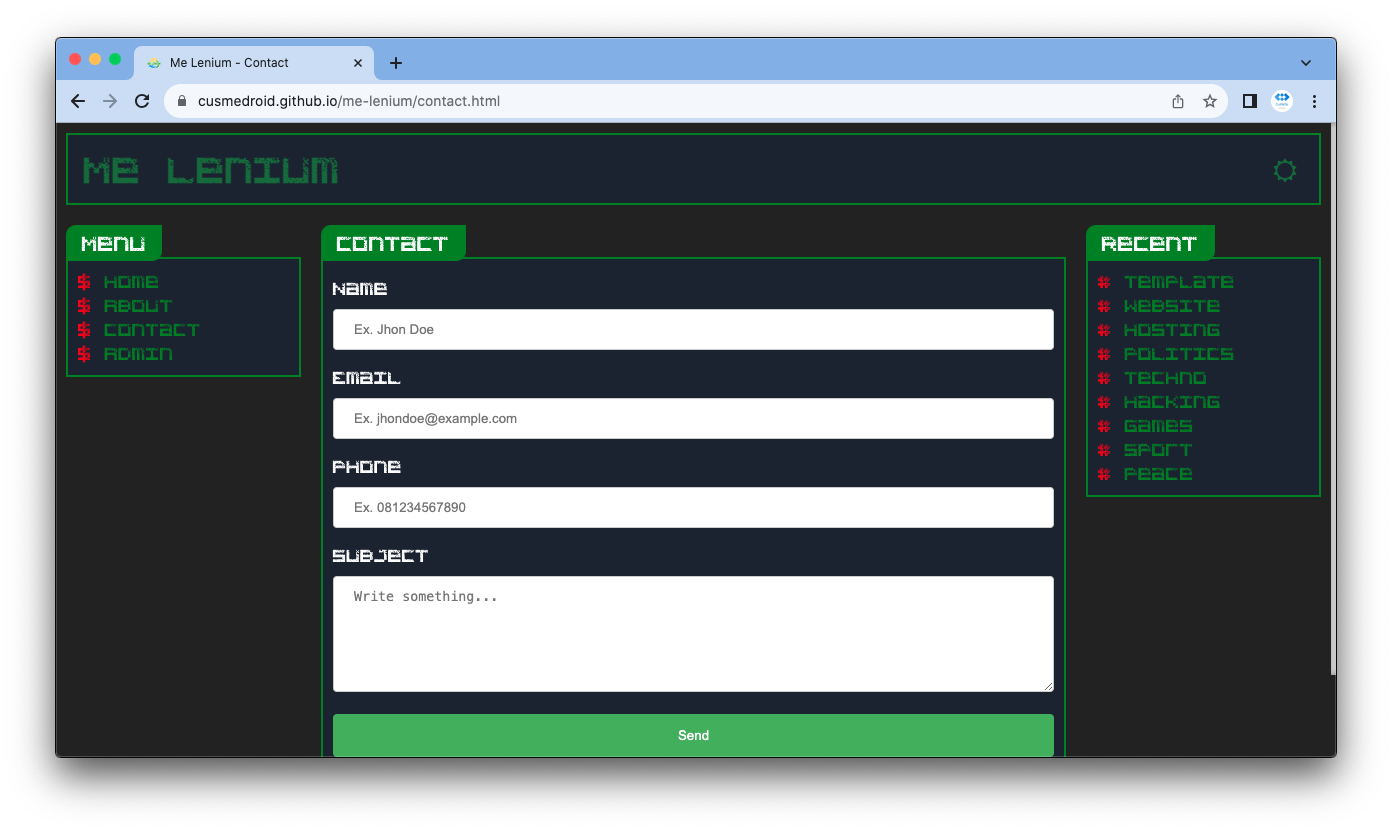 Me Lenium - Contact
cusmedroid.github.io/me-lenium/contact.html
Me Lenium
Menu
$ Home
$ About
$ Contact
$ Admin
Contact
Name
Ex. Jhon Doe
Email
Ex. jhondoe@example.com
Phone
Ex. 081234567890
Subject
Write something...
Send
Recent
# Template
# Website
# Hosting
# Politics
# Techno
# Hacking
# Games
# Sport
# Peace